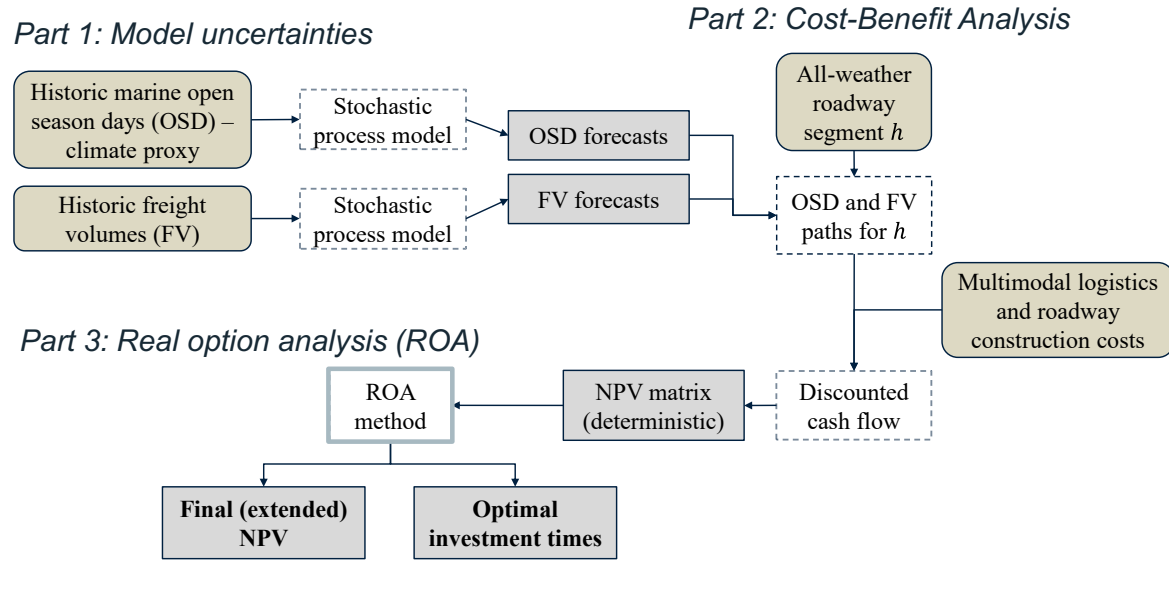 Part 1: Model uncertainties
Historic marine open
season days (OSD) –
climate proxy
Stochastic
process model
OSD forecasts
Historic freight
volumes (FV)
Stochastic
process model
FV forecasts
Part 2: Cost-Benefit Analysis
All-weather
roadway
segment h
OSD and FV
paths for h
Multimodal logistics
and roadway
construction costs
Discounted
cash flow
NPV matrix
(deterministic)
Part 3: Real option analysis (ROA)
ROA
method
Final (extended)
NPV
Optimal
investment times